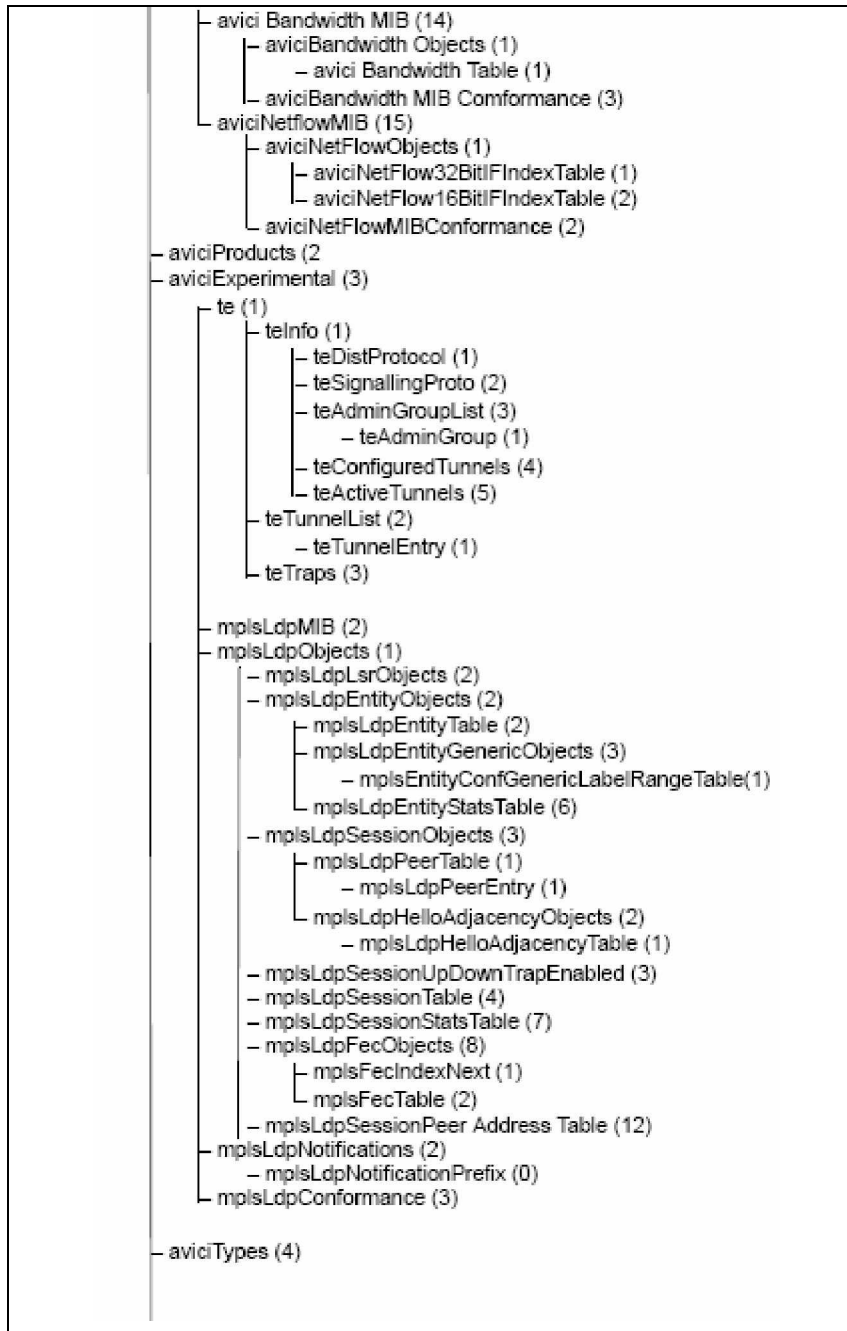 avici Bandwidth MIB (14)
aviciBandwidth Objects (1)
avici Bandwidth Table (1)
aviciBandwidth MIB Comformance (3)
aviciNetflowMIB (15)
aviciNetFlowObjects (1)
aviciNetFlow32BitIFIndexTable (1)
aviciNetFlow16BitIFIndexTable (2)
aviciNetFlowMIBConformance (2)
aviciProducts (2
aviciExperimental (3)
te (1)
teInfo (1)
teDistProtocol (1)
teSignallingProto (2)
teAdminGroupList (3)
teAdminGroup (1)
teConfiguredTunnels (4)
teActiveTunnels (5)
teTunnelList (2)
teTunnelEntry (1)
teTraps (3)
mplsLdpMIB (2)
mplsLdpObjects (1)
mplsLdpLsrObjects (2)
mplsLdpEntityObjects (2)
mplsLdpEntityTable (2)
mplsLdpEntityGenericObjects (3)
mplsEntityConfGenericLabelRangeTable(1)
mplsLdpEntityStatsTable (6)
mplsLdpSessionObjects (3)
mplsLdpPeerTable (1)
mplsLdpPeerEntry (1)
mplsLdpHelloAdjacencyObjects (2)
mplsLdpHelloAdjacencyTable (1)
mplsLdpSessionUpDownTrapEnabled (3)
mplsLdpSessionTable (4)
mplsLdpSessionStatsTable (7)
mplsLdpFecObjects (8)
mplsFecIndexNext (1)
mplsFecTable (2)
mplsLdpSessionPeer Address Table (12)
mplsLdpNotifications (2)
mplsLdpNotificationPrefix (0)
mplsLdpConformance (3)
aviciTypes (4)